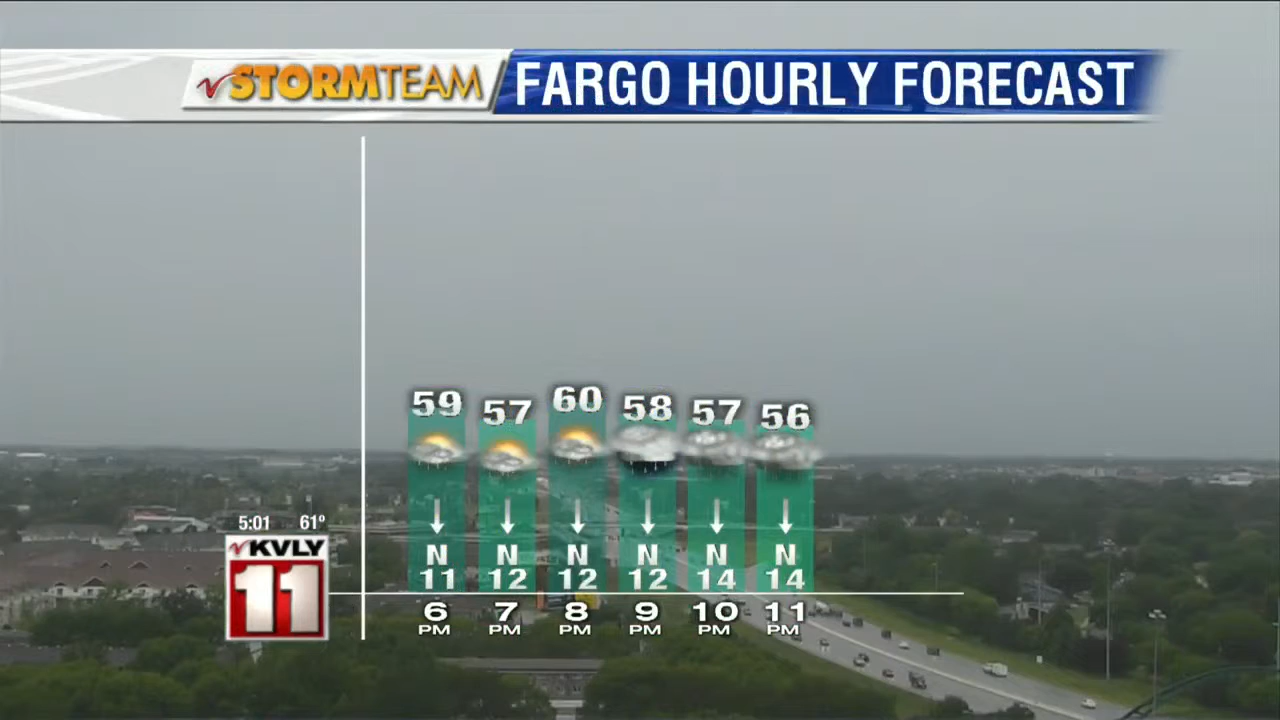 STORMTEAM FARGO HOURLY FORECAST
59 57 60 58 57 56
N N N N N N
11 12 12 12 14 14
6 7 8 9 10 11
PM PM PM PM PM PM
5:01 61°
KVLY
11